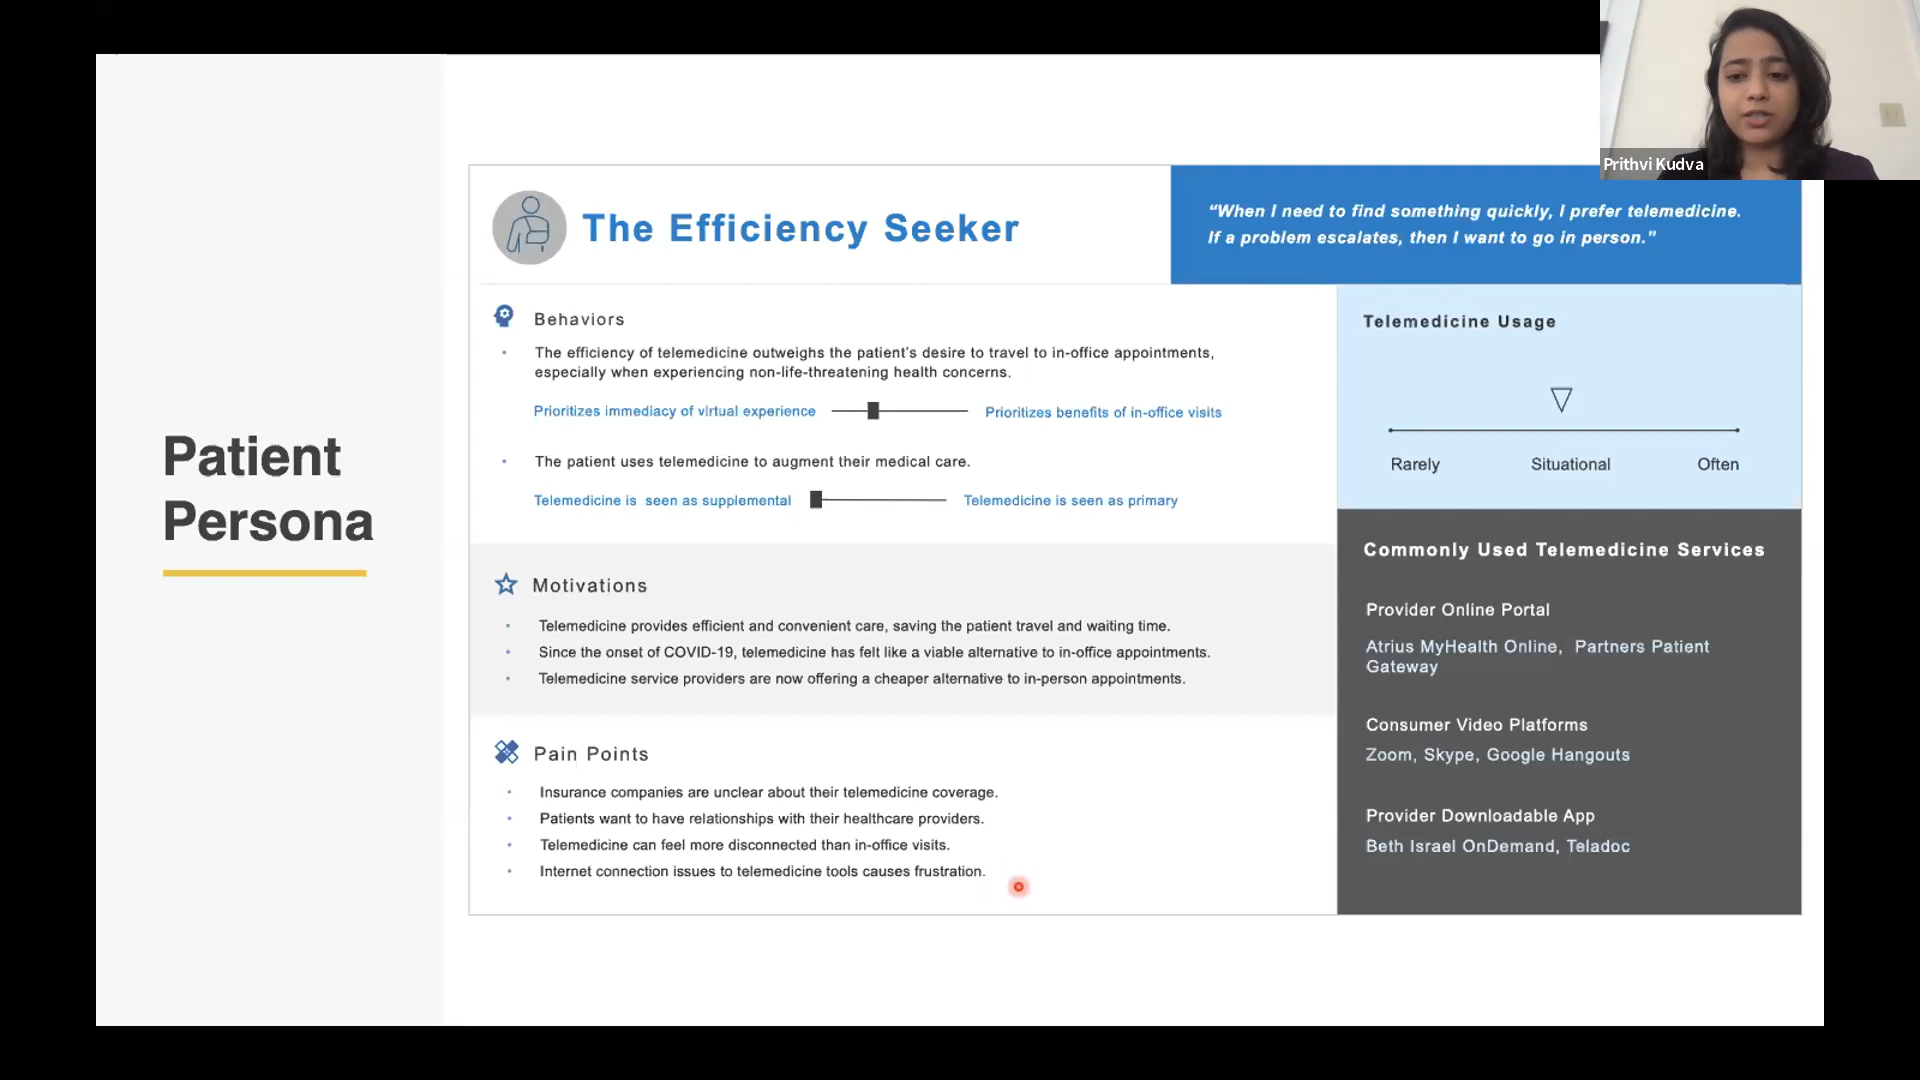 Prithvi Kudva
Patient
Persona
The Efficiency Seeker
“When I need to find something quickly, I prefer telemedicine.
If a problem escalates, then I want to go in person.”
Behaviors
• The efficiency of telemedicine outweighs the patient’s desire to travel to in-office appointments,
especially when experiencing non-life-threatening health concerns.
Prioritizes immediacy of virtual experience Prioritizes benefits of in-office visits
• The patient uses telemedicine to augment their medical care.
Telemedicine is seen as supplemental Telemedicine is seen as primary
Motivations
• Telemedicine provides efficient and convenient care, saving the patient travel and waiting time.
• Since the onset of COVID-19, telemedicine has felt like a viable alternative to in-office appointments.
• Telemedicine service providers are now offering a cheaper alternative to in-person appointments.
Pain Points
• Insurance companies are unclear about their telemedicine coverage.
• Patients want to have relationships with their healthcare providers.
• Telemedicine can feel more disconnected than in-office visits.
• Internet connection issues to telemedicine tools causes frustration.
Telemedicine Usage
Rarely Situational Often
Commonly Used Telemedicine Services
Provider Online Portal
Atrius MyHealth Online, Partners Patient
Gateway
Consumer Video Platforms
Zoom, Skype, Google Hangouts
Provider Downloadable App
Beth Israel OnDemand, Teladoc